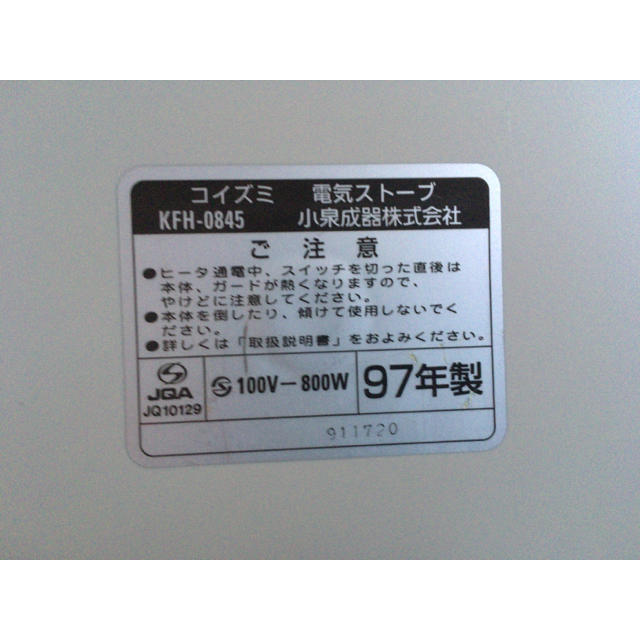 コイズミ 電気ストーブ
KFH-0845 小泉成器株式会社
ご注意
●ヒータ通電中、スイッチを切った直後は
本体、ガードが熱くなりますので、
やけどに注意してください。
●本体を倒したり、傾けて使用しないでく
ださい。
●詳しくは「取扱説明書」をおよみください。
JQA
JQ10129
100V-800W
97年製
911720